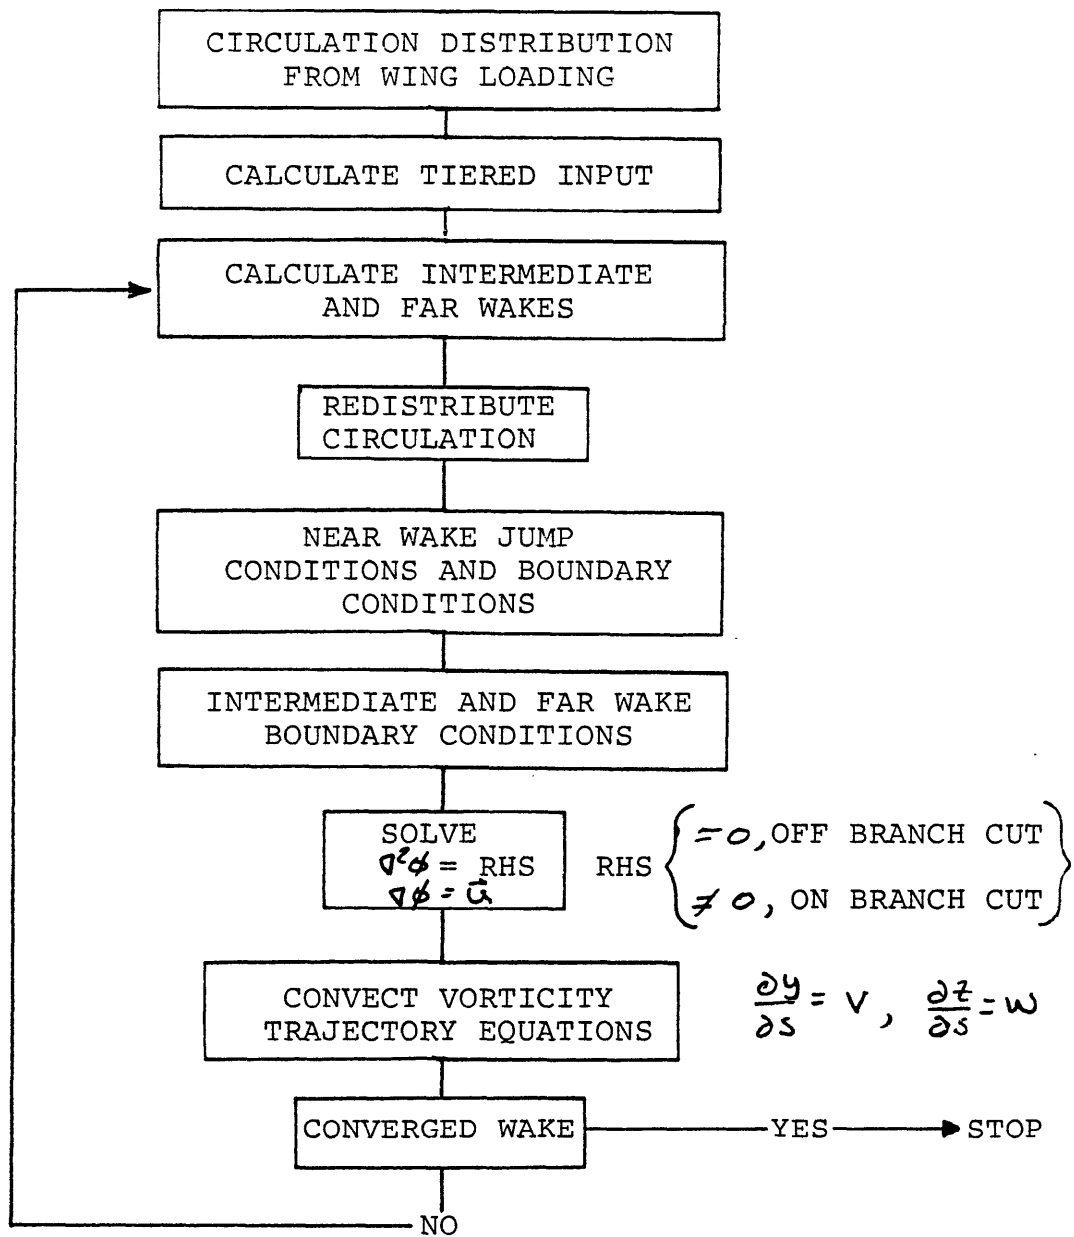 CIRCULATION DISTRIBUTION
FROM WING LOADING
CALCULATE TIERED INPUT
CALCULATE INTERMEDIATE
AND FAR WAKES
REDISTRIBUTE
CIRCULATION
NEAR WAKE JUMP
CONDITIONS AND BOUNDARY
CONDITIONS
INTERMEDIATE AND FAR WAKE
BOUNDARY CONDITIONS
SOLVE
∇²φ = RHS
∇φ = u⃗
RHS { = 0, OFF BRANCH CUT
≠ 0, ON BRANCH CUT }
CONVECT VORTICITY
TRAJECTORY EQUATIONS
∂y/∂s = v, ∂z/∂s = w
CONVERGED WAKE
YES
STOP
NO